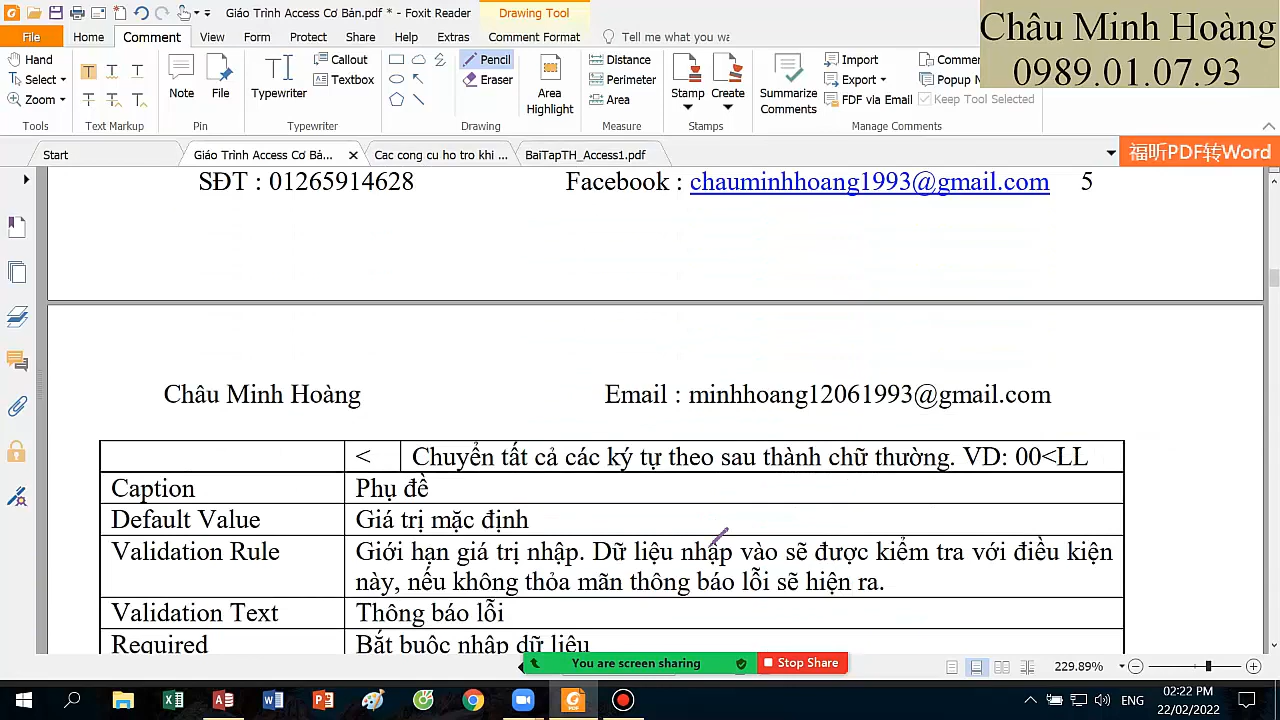 Giáo Trình Access Cơ Bản.pdf * - Foxit Reader
Drawing Tool
Châu Minh Hoàng
0989.01.07.93
File Home Comment View Form Protect Share Help Extras Comment Format Tell me what you wa
Hand
Select
Zoom
Tools
Text Markup
Note
File
Pin
Typewriter
Callout
Textbox
Typewriter
Pencil
Eraser
Area
Highlight
Drawing
Distance
Perimeter
Area
Measure
Stamp
Create
Stamps
Summarize
Comments
Import
Export
FDF via Email
Comme
Popup N
Keep Tool Selected
Manage Comments
Start
Giáo Trình Access Cơ Bả...
Cac cong cu ho tro khi ...
BaiTapTH_Access1.pdf
福昕PDF转Word
SĐT : 01265914628 Facebook : chauminhhoang1993@gmail.com 5
Châu Minh Hoàng Email : minhhoang12061993@gmail.com
< Chuyển tất cả các ký tự theo sau thành chữ thường. VD: 00<LL
Caption Phụ đề
Default Value Giá trị mặc định
Validation Rule Giới hạn giá trị nhập. Dữ liệu nhập vào sẽ được kiểm tra với điều kiện
này, nếu không thỏa mãn thông báo lỗi sẽ hiện ra.
Validation Text Thông báo lỗi
Required Bắt buộc nhập dữ liệu
You are screen sharing
Stop Share
229.89%
ENG
02:22 PM
22/02/2022